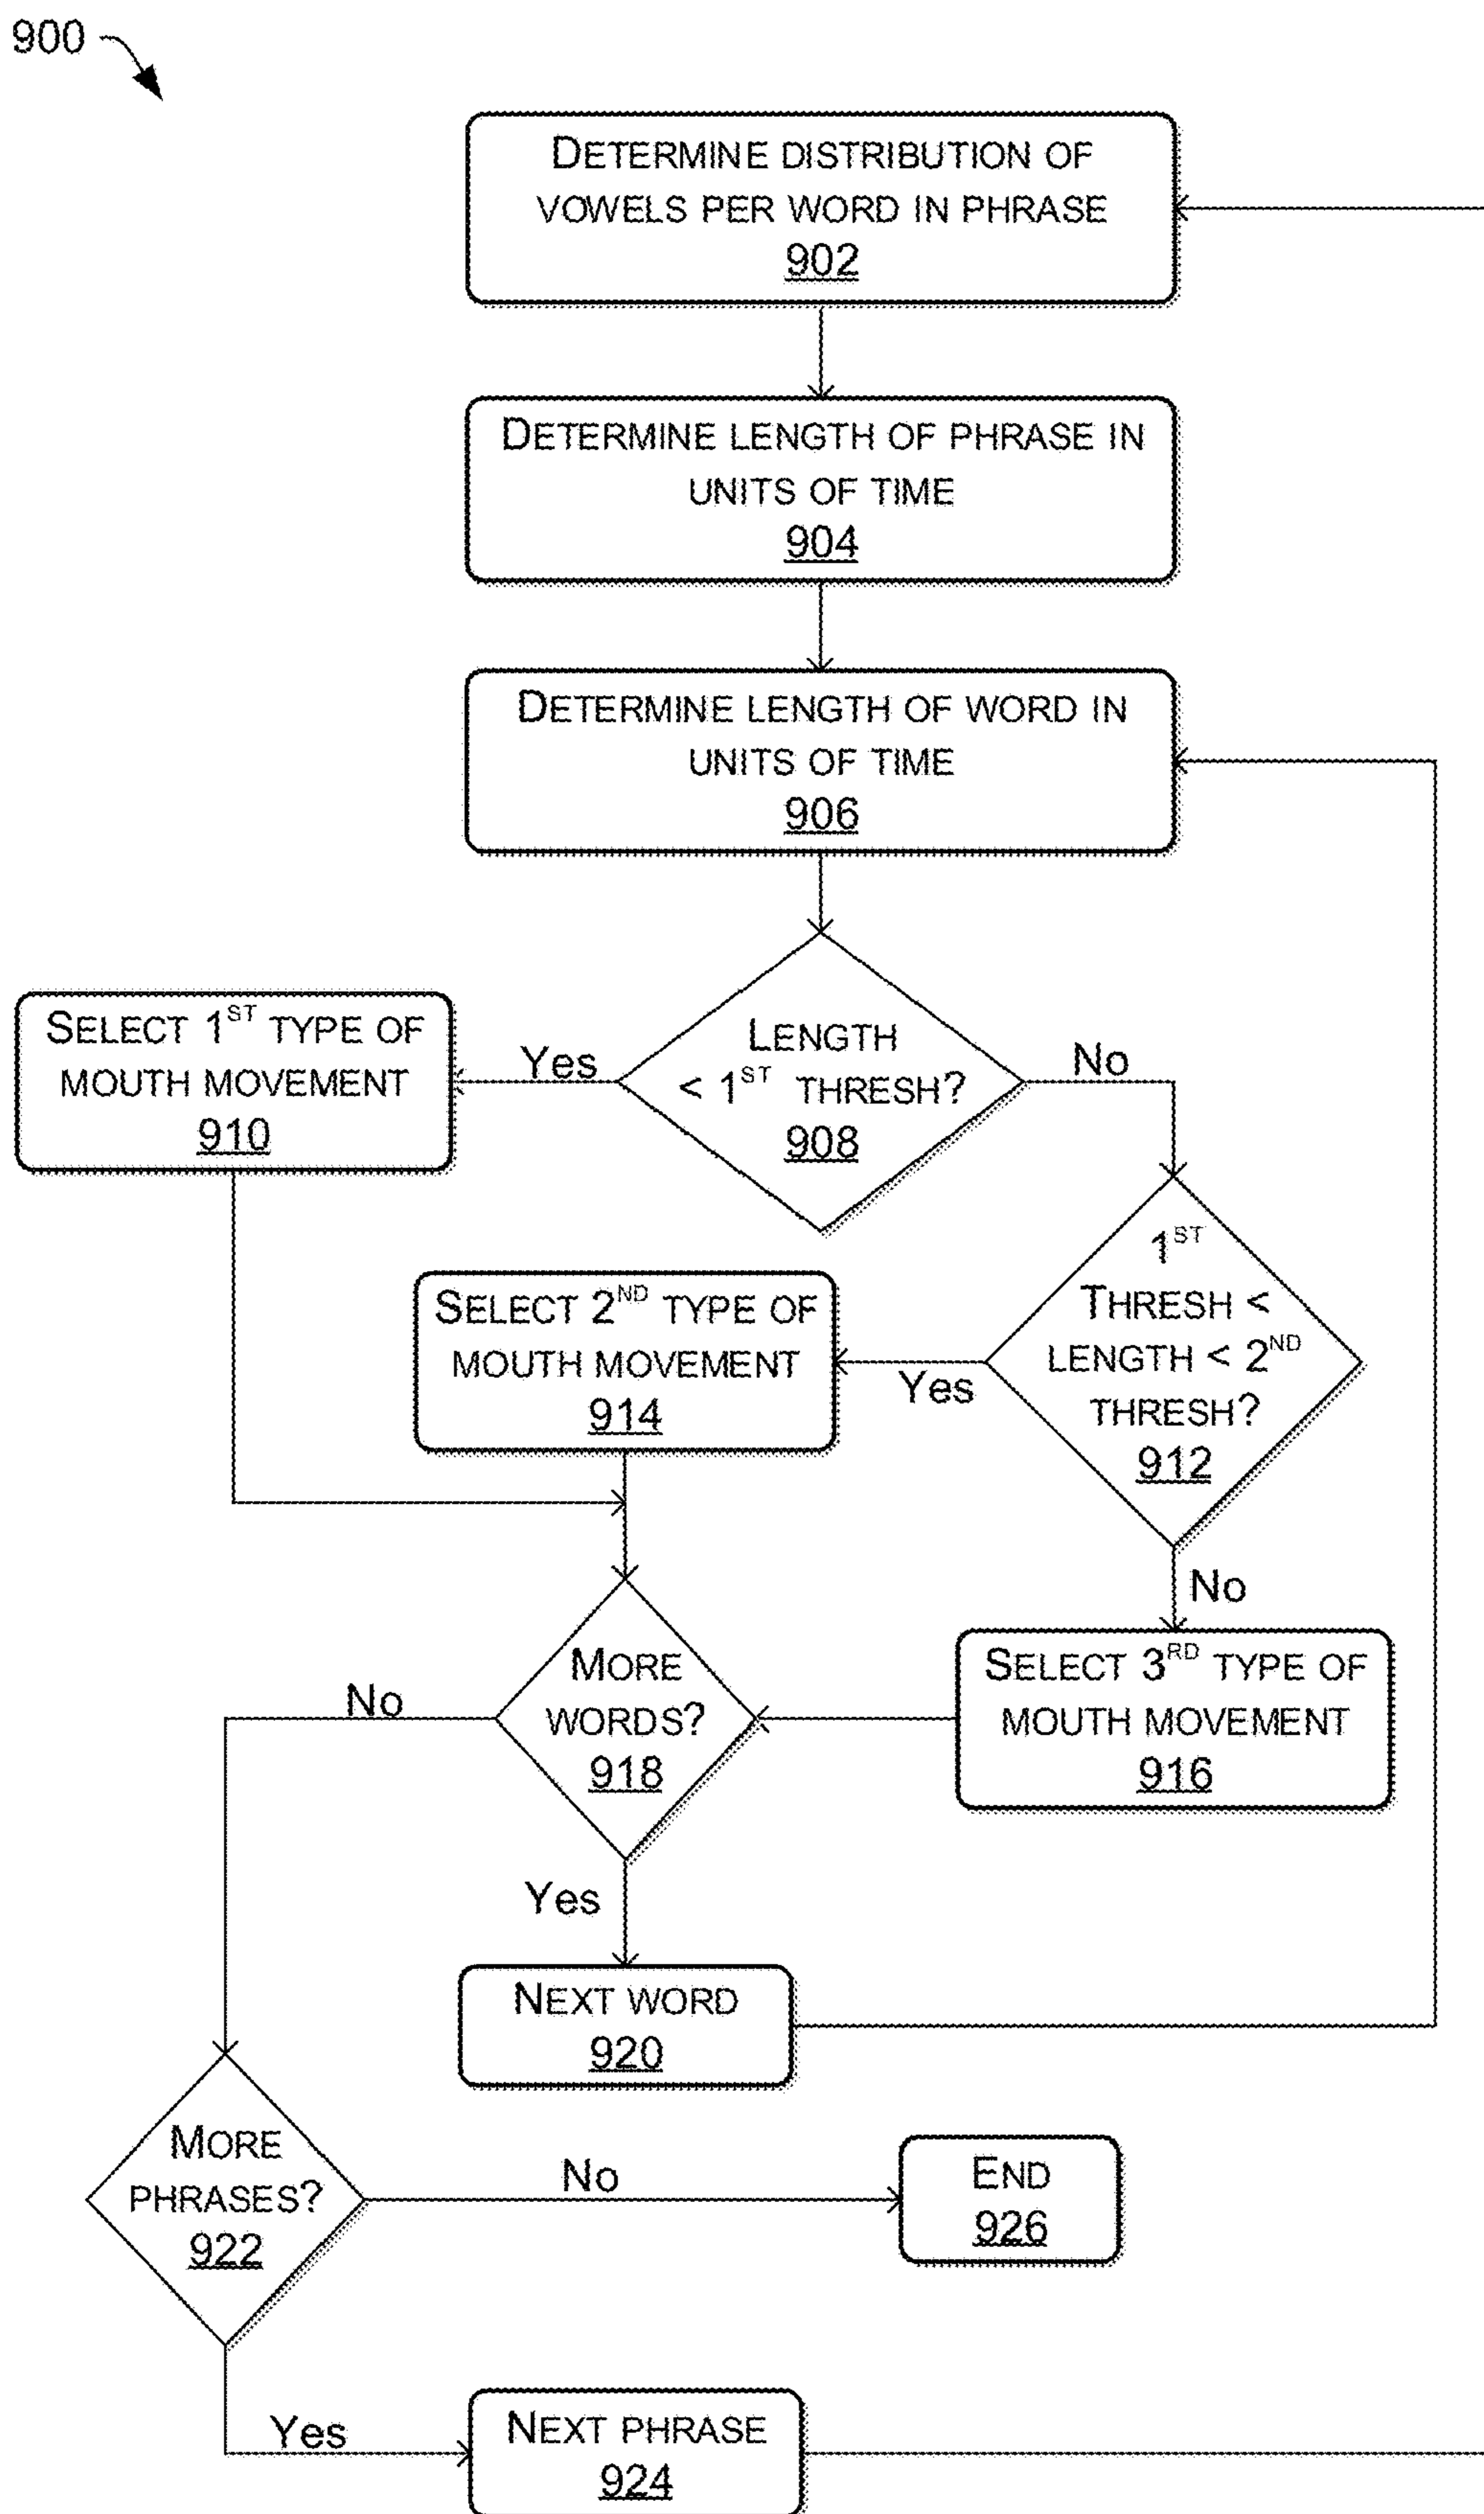 900
DETERMINE DISTRIBUTION OF
VOWELS PER WORD IN PHRASE
902
DETERMINE LENGTH OF PHRASE IN
UNITS OF TIME
904
DETERMINE LENGTH OF WORD IN
UNITS OF TIME
906
LENGTH
< 1ST THRESH?
908
Yes
No
SELECT 1ST TYPE OF
MOUTH MOVEMENT
910
1ST
THRESH <
LENGTH < 2ND
THRESH?
912
Yes
No
SELECT 2ND TYPE OF
MOUTH MOVEMENT
914
SELECT 3RD TYPE OF
MOUTH MOVEMENT
916
MORE
WORDS?
918
No
Yes
NEXT WORD
920
MORE
PHRASES?
922
No
END
926
Yes
NEXT PHRASE
924